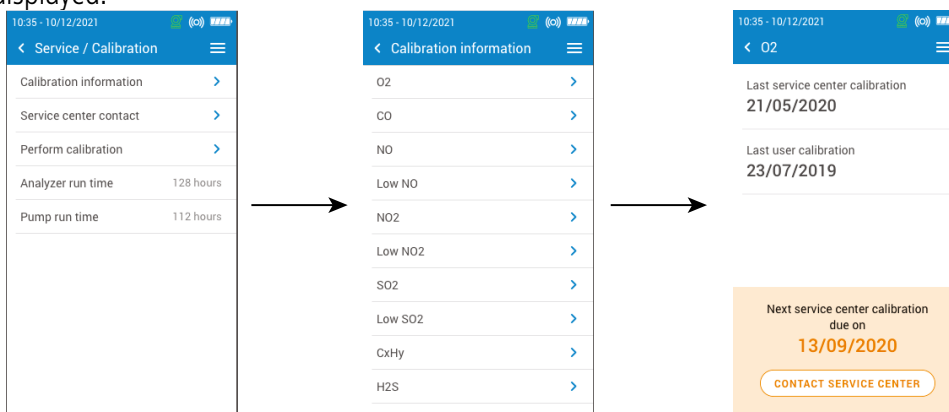 displayed.
10:35 - 10/12/2021
Service / Calibration
Calibration information
Service center contact
Perform calibration
Analyzer run time 128 hours
Pump run time 112 hours
10:35 - 10/12/2021
Calibration information
O2
CO
NO
Low NO
NO2
Low NO2
SO2
Low SO2
CxHy
H2S
10:35 - 10/12/2021
O2
Last service center calibration
21/05/2020
Last user calibration
23/07/2019
Next service center calibration
due on
13/09/2020
CONTACT SERVICE CENTER